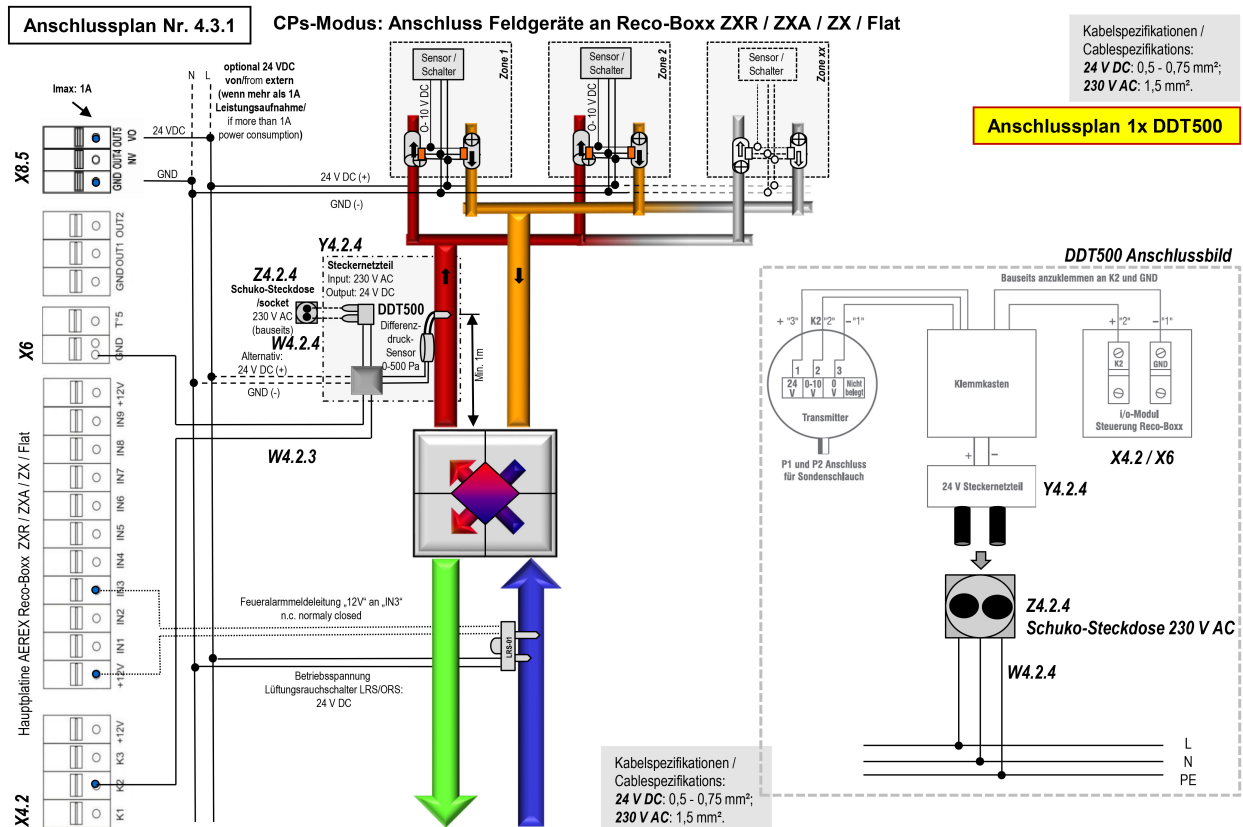 Anschlussplan Nr. 4.3.1
CPs-Modus: Anschluss Feldgeräte an Reco-Boxx ZXR / ZXA / ZX / Flat
Kabelspezifikationen /
Cablespezifikations:
24 V DC: 0,5 - 0,75 mm²;
230 V AC: 1,5 mm².
Anschlussplan 1x DDT500
Imax: 1A
N L
optional 24 VDC
von/from extern
(wenn mehr als 1A
Leistungsaufnahme/
if more than 1A
power consumption)
24 VDC
GND
X8.5
GND OUT4 OUT5
INV VO
Sensor /
Schalter
Zone 1
O- 10 V DC
Sensor /
Schalter
Zone 2
O- 10 V DC
Sensor /
Schalter
Zone xx
24 V DC (+)
GND (-)
OUT2
OUT1
GND
T°5
GND
X6
+12V
IN9
IN8
IN7
IN6
IN5
IN4
IN3
IN2
IN1
+12V
Hauptplatine AEREX Reco-Boxx ZXR / ZXA / ZX / Flat
+12V
K3
K2
K1
X4.2
Y4.2.4
Steckernetzteil
Input: 230 V AC
Output: 24 V DC
Z4.2.4
Schuko-Steckdose
/socket
230 V AC
(bauseits)
W4.2.4
DDT500
Differenz-
druck-
Sensor
0-500 Pa
Min. 1m
Alternativ:
24 V DC (+)
GND (-)
W4.2.3
Feueralarmmeldeleitung „12V“ an „IN3“
n.c. normaly closed
LRS-01
Betriebsspannung
Lüftungsrauchschalter LRS/ORS:
24 V DC
Kabelspezifikationen /
Cablespezifikations:
24 V DC: 0,5 - 0,75 mm²;
230 V AC: 1,5 mm².
DDT500 Anschlussbild
Bauseits anzuklemmen an K2 und GND
+ "3" K2 "2" – "1"
+ "2" – "1"
1 2 3
24 V
0-10 V
0 V
Nicht belegt
Transmitter
Klemmkasten
K2
GND
i/o-Modul
Steuerung Reco-Boxx
X4.2 / X6
P1 und P2 Anschluss
für Sondenschlauch
+ –
24 V Steckernetzteil
Y4.2.4
Z4.2.4
Schuko-Steckdose 230 V AC
W4.2.4
L
N
PE